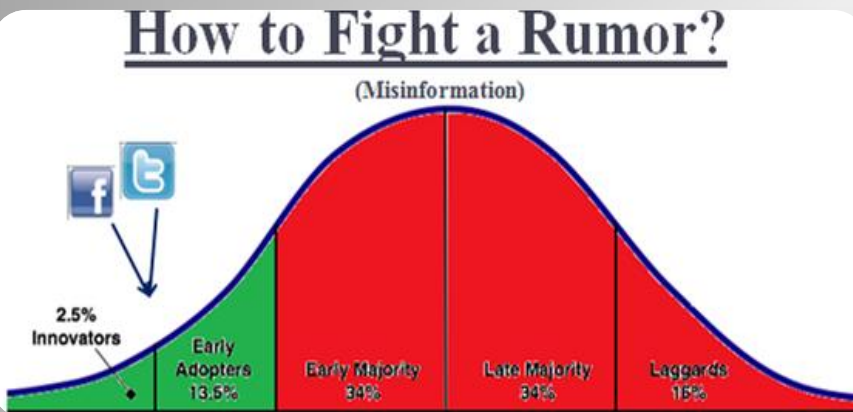 How to Fight a Rumor?
(Misinformation)
f
t
2.5%
Innovators
Early
Adopters
13.5%
Early Majority
34%
Late Majority
34%
Laggards
16%